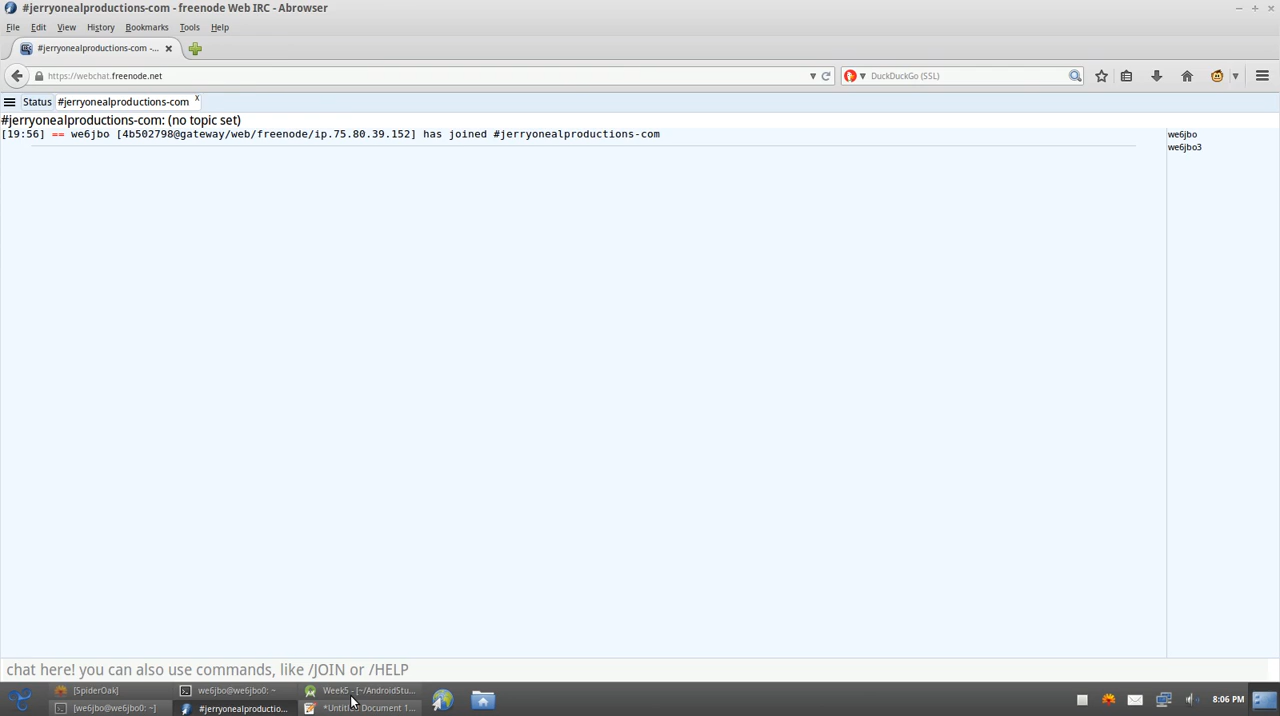 #jerryonealproductions-com - freenode Web IRC - Abrowser
File Edit View History Bookmarks Tools Help
#jerryonealproductions-com -...
https://webchat.freenode.net
DuckDuckGo (SSL)
Status #jerryonealproductions-com x
#jerryonealproductions-com: (no topic set)
[19:56] == we6jbo [4b502798@gateway/web/freenode/ip.75.80.39.152] has joined #jerryonealproductions-com
we6jbo
we6jbo3
chat here! you can also use commands, like /JOIN or /HELP
[SpiderOak] we6jbo@we6jbo0: ~ Week5 - [~/AndroidStu...
[we6jbo@we6jbo0: ~] #jerryonealproductio... *Untitled Document 1...
8:06 PM